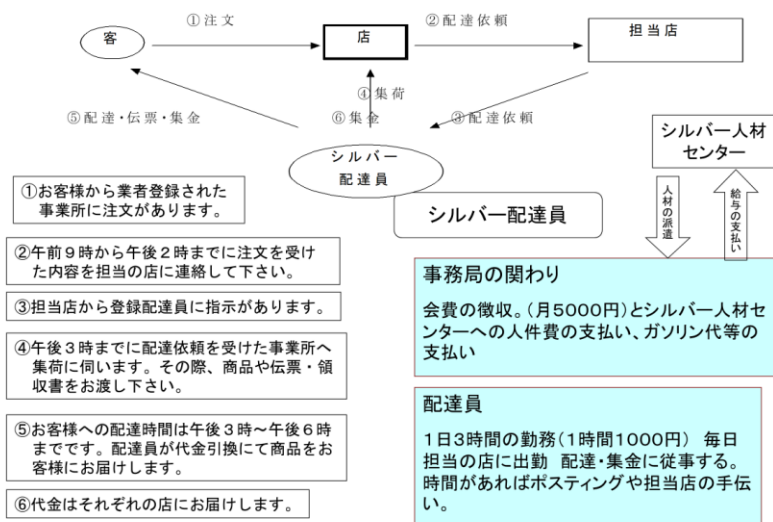 ①注文
②配達依頼
客
店
担当店
④集荷
⑤配達・伝票・集金
⑥集金
③配達依頼
シルバー
配達員
シルバー人材
センター
人材の派遣
給与の支払い
シルバー配達員
①お客様から業者登録された
事業所に注文があります。
②午前9時から午後2時までに注文を受け
た内容を担当の店に連絡して下さい。
③担当店から登録配達員に指示があります。
④午後3時までに配達依頼を受けた事業所へ
集荷に伺います。その際、商品や伝票・領
収書をお渡し下さい。
⑤お客様への配達時間は午後3時～午後6時
までです。配達員が代金引換にて商品をお
客様にお届けします。
⑥代金はそれぞれの店にお届けします。
事務局の関わり
会費の徴収。(月5000円)とシルバー人材セ
ンターへの人件費の支払い、ガソリン代等の
支払い
配達員
1日3時間の勤務(1時間1000円) 毎日
担当の店に出勤 配達・集金に従事する。
時間があればポスティングや担当店の手伝
い。